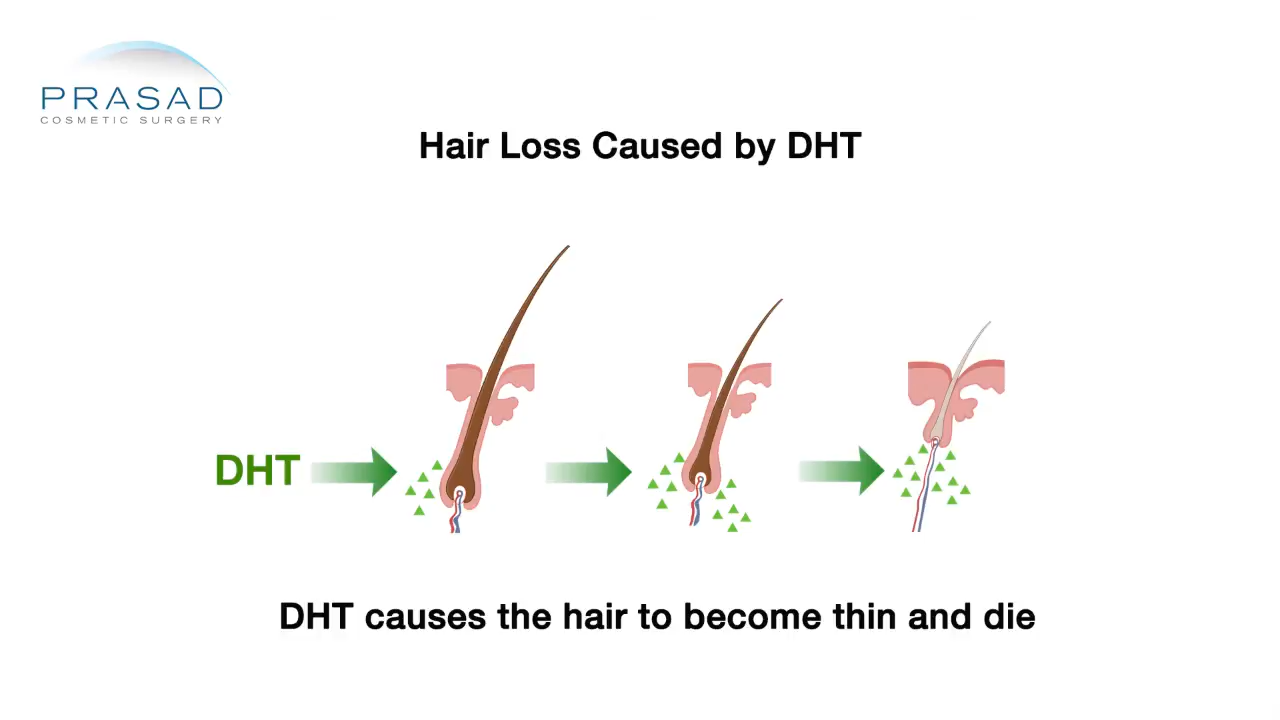 PRASAD
COSMETIC SURGERY
Hair Loss Caused by DHT
DHT
DHT causes the hair to become thin and die